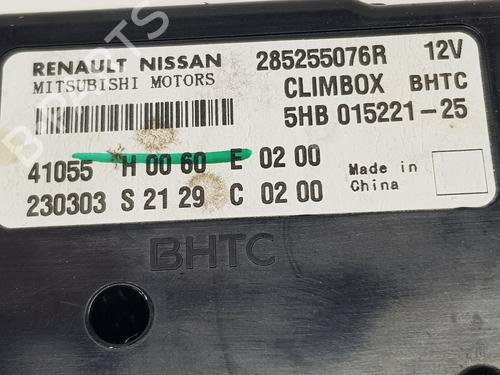 RENAULT NISSAN 285255076R 12V
MITSUBISHI MOTORS CLIMBOX BHTC
5HB 015221-25
41055 H 00 60 E 02 00 Made in
230303 S 21 29 C 02 00 China
BHTC
B PARTS